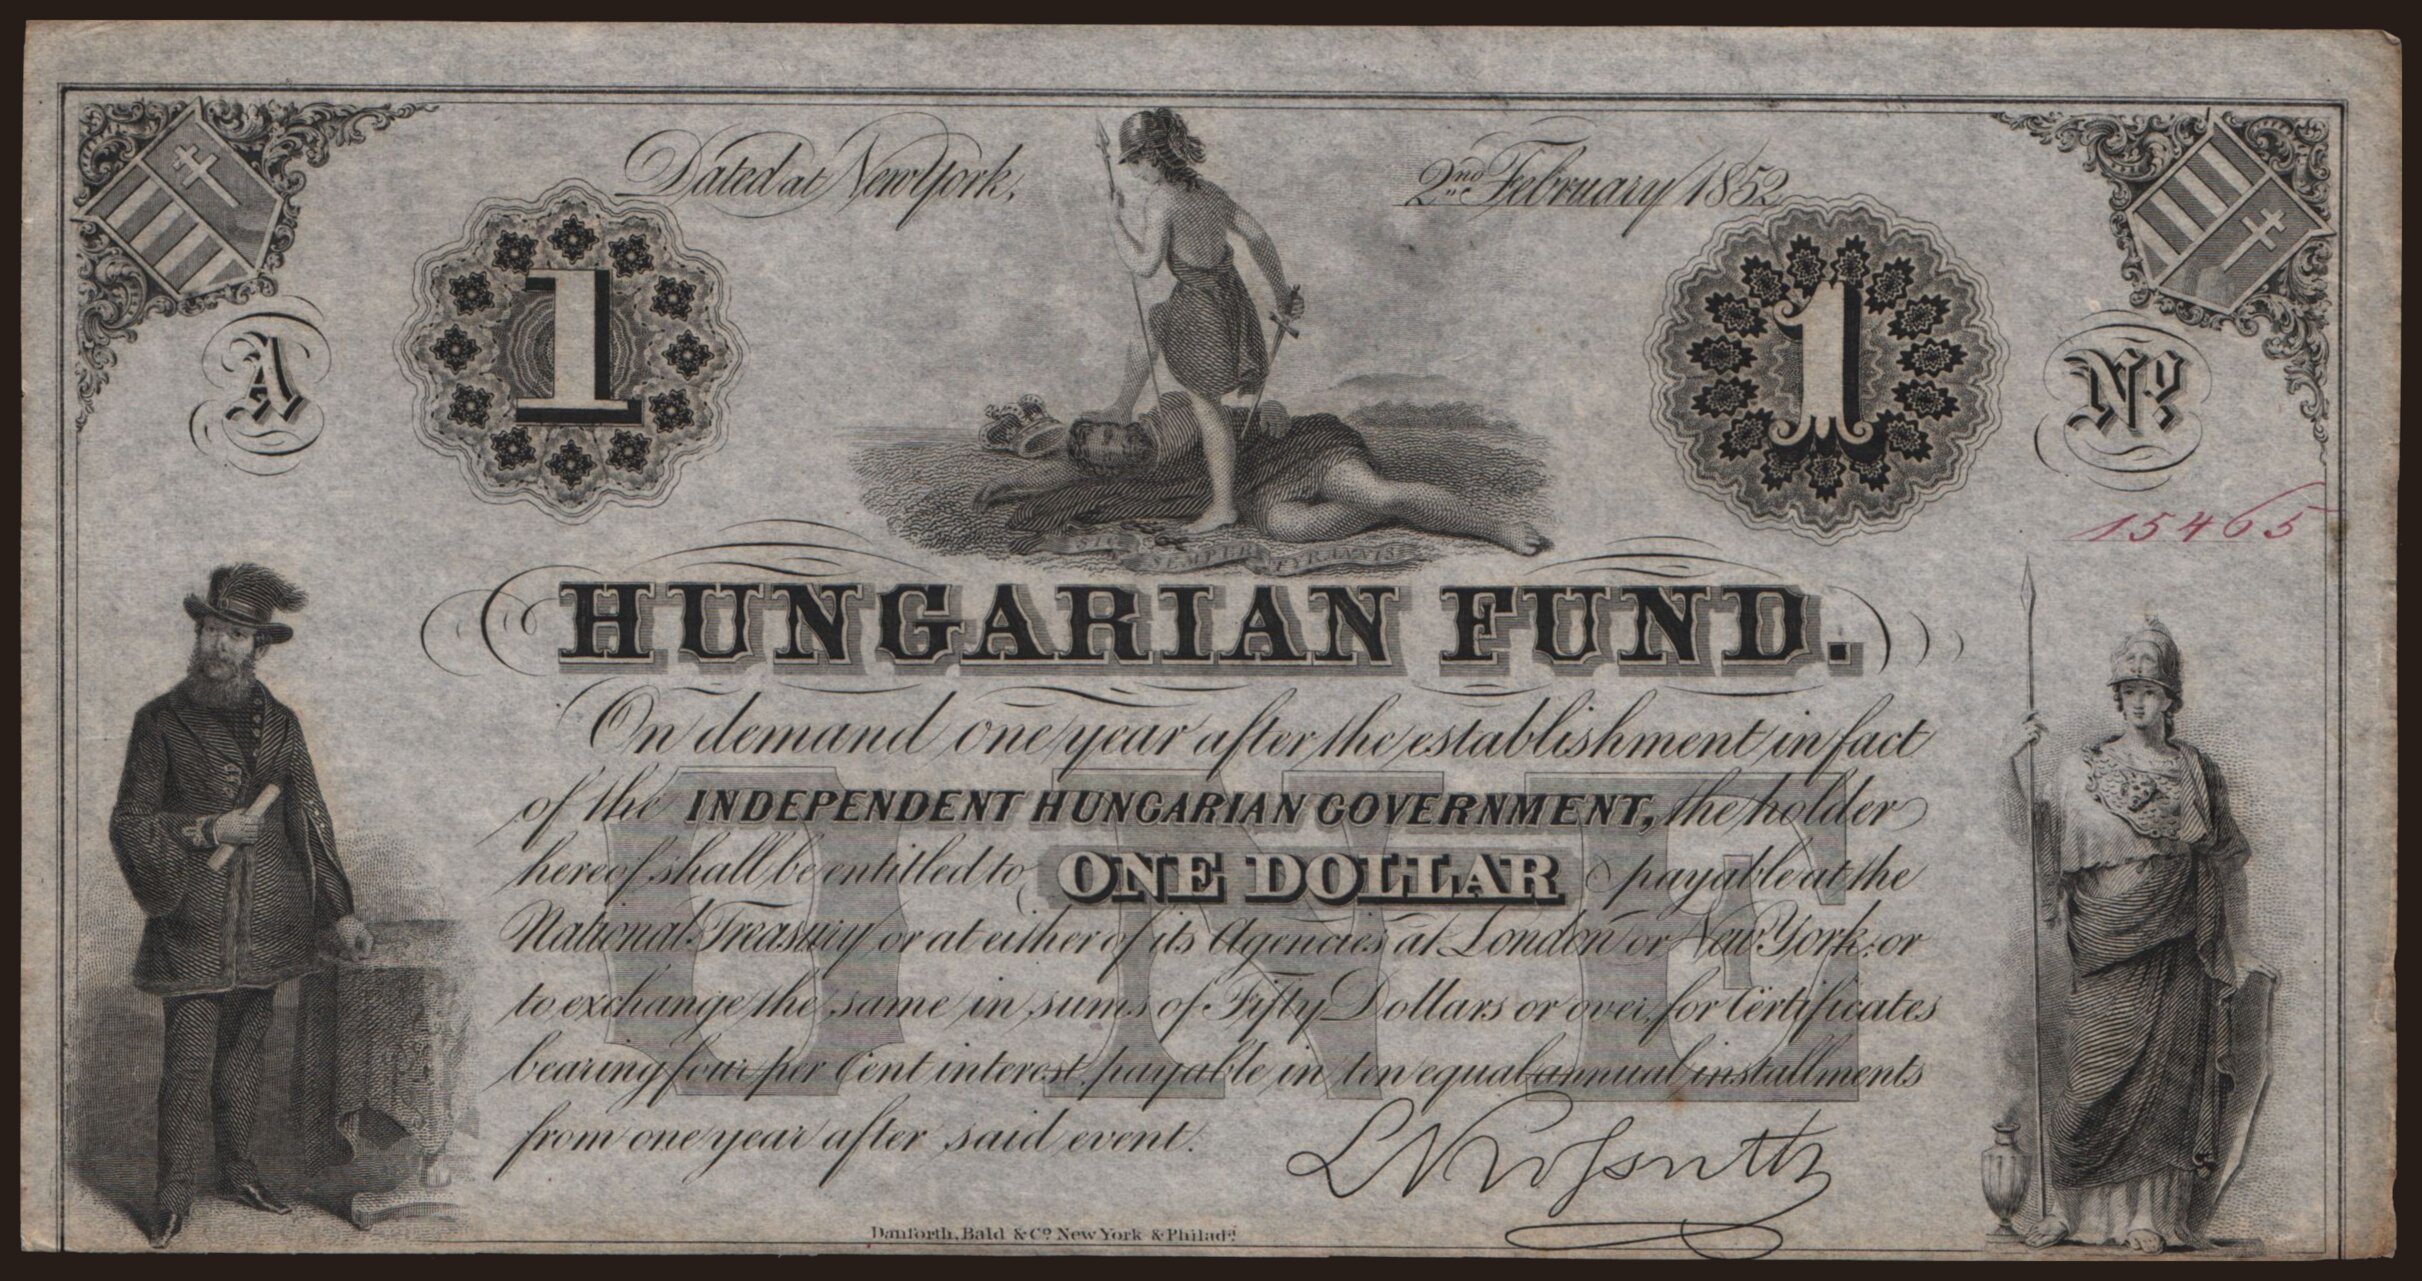 Dated at New York,
2nd February 1852
A
1
1
No
15465
SIC SEMPER TYRANNIS
HUNGARIAN FUND.
On demand one year after the establishment in fact
of the INDEPENDENT HUNGARIAN GOVERNMENT, the holder
hereof shall be entitled to ONE DOLLAR payable at the
National Treasury or at either of its Agencies at London or New York; or
to exchange the same in sums of Fifty Dollars or over, for Certificates
bearing four per Cent interest payable in ten equal annual installments
from one year after said event.
ONE
L Kossuth
Danforth, Bald & Co. New York & Philada.